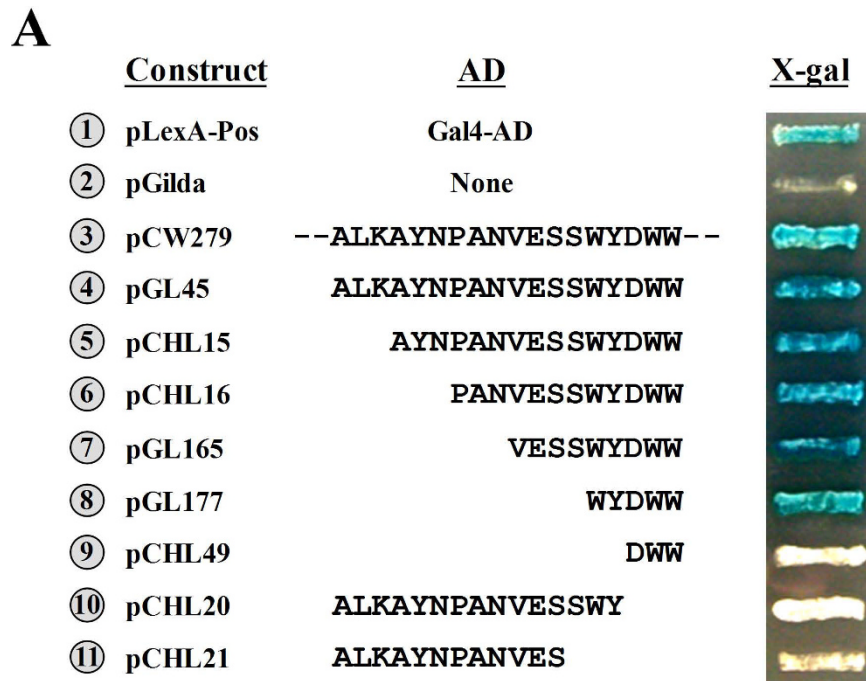 A
Construct AD X-gal
1 pLexA-Pos Gal4-AD
2 pGilda None
3 pCW279 --ALKAYNPANVESSWYDWW--
4 pGL45 ALKAYNPANVESSWYDWW
5 pCHL15 AYNPANVESSWYDWW
6 pCHL16 PANVESSWYDWW
7 pGL165 VESSWYDWW
8 pGL177 WYDWW
9 pCHL49 DWW
10 pCHL20 ALKAYNPANVESSWY
11 pCHL21 ALKAYNPANVES